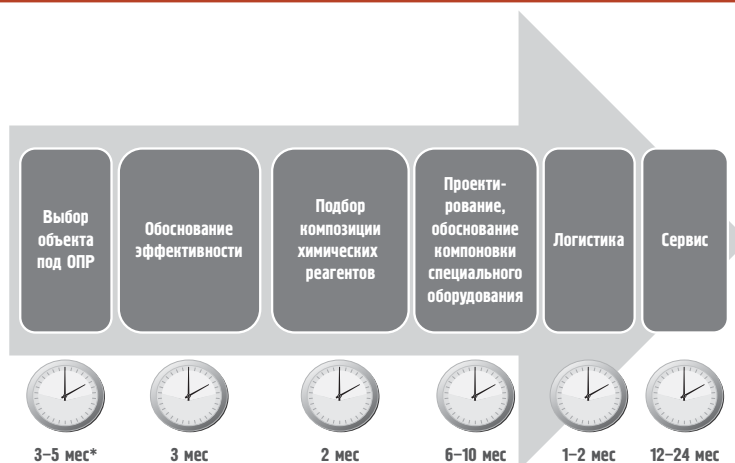 Выбор
объекта
под ОПР
Обоснование
эффективности
Подбор
композиции
химических
реагентов
Проекти-
рование,
обоснование
компоновки
специального
оборудования
Логистика
Сервис
3–5 мес*
3 мес
2 мес
6–10 мес
1–2 мес
12–24 мес